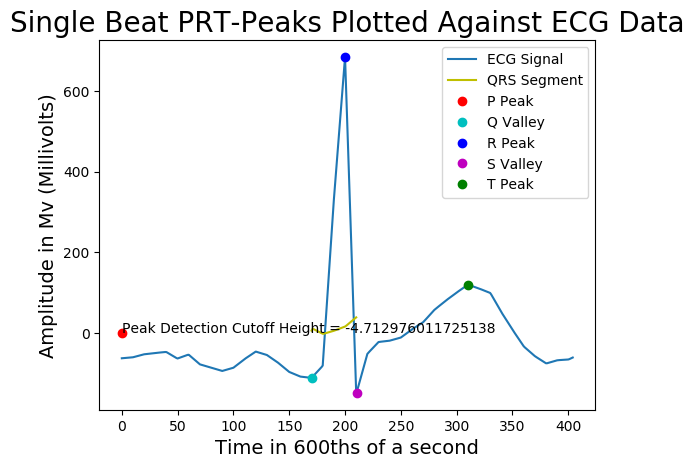 Single Beat PRT-Peaks Plotted Against ECG Data
ECG Signal
QRS Segment
P Peak
Q Valley
R Peak
S Valley
T Peak
Amplitude in Mv (Millivolts)
600
400
200
0
Peak Detection Cutoff Height = -4.712976011725138
0 50 100 150 200 250 300 350 400
Time in 600ths of a second